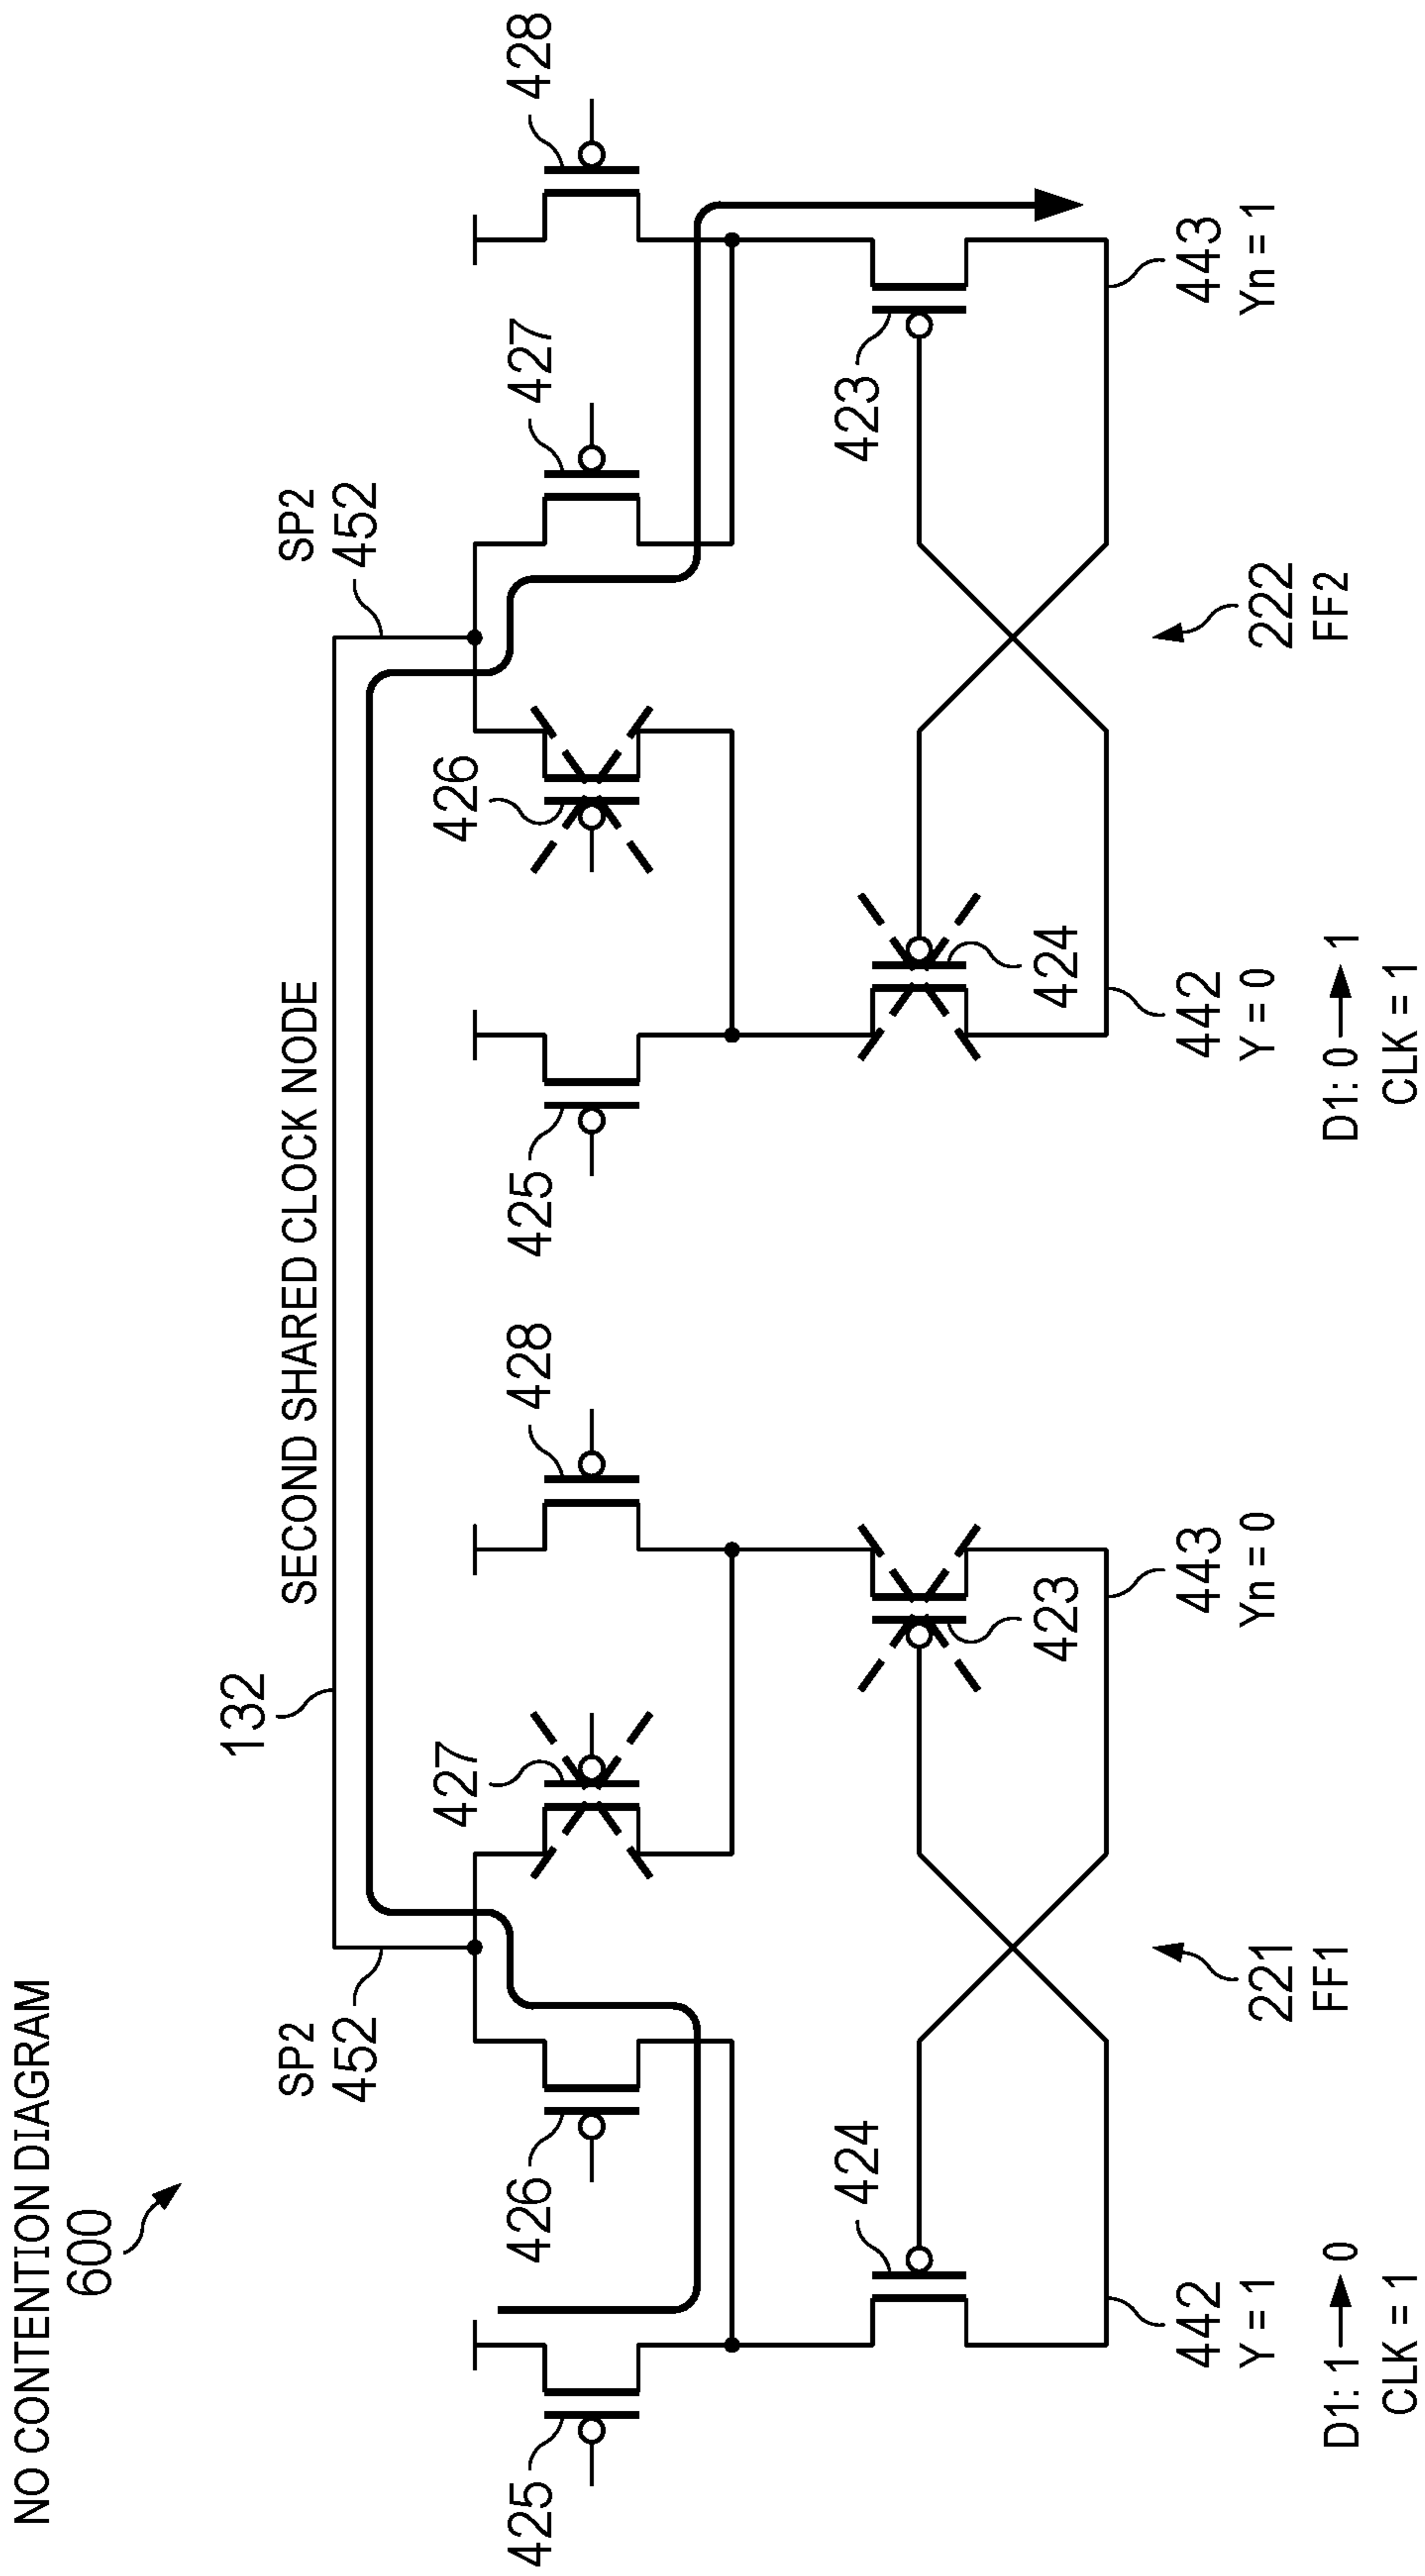 NO CONTENTION DIAGRAM
600
132
SECOND SHARED CLOCK NODE
SP2
452
SP2
452
425
426
427
428
425
426
427
428
424
423
424
423
442
Y = 1
443
Yn = 0
442
Y = 0
443
Yn = 1
221
FF1
222
FF2
D1: 1 → 0
CLK = 1
D1: 0 → 1
CLK = 1